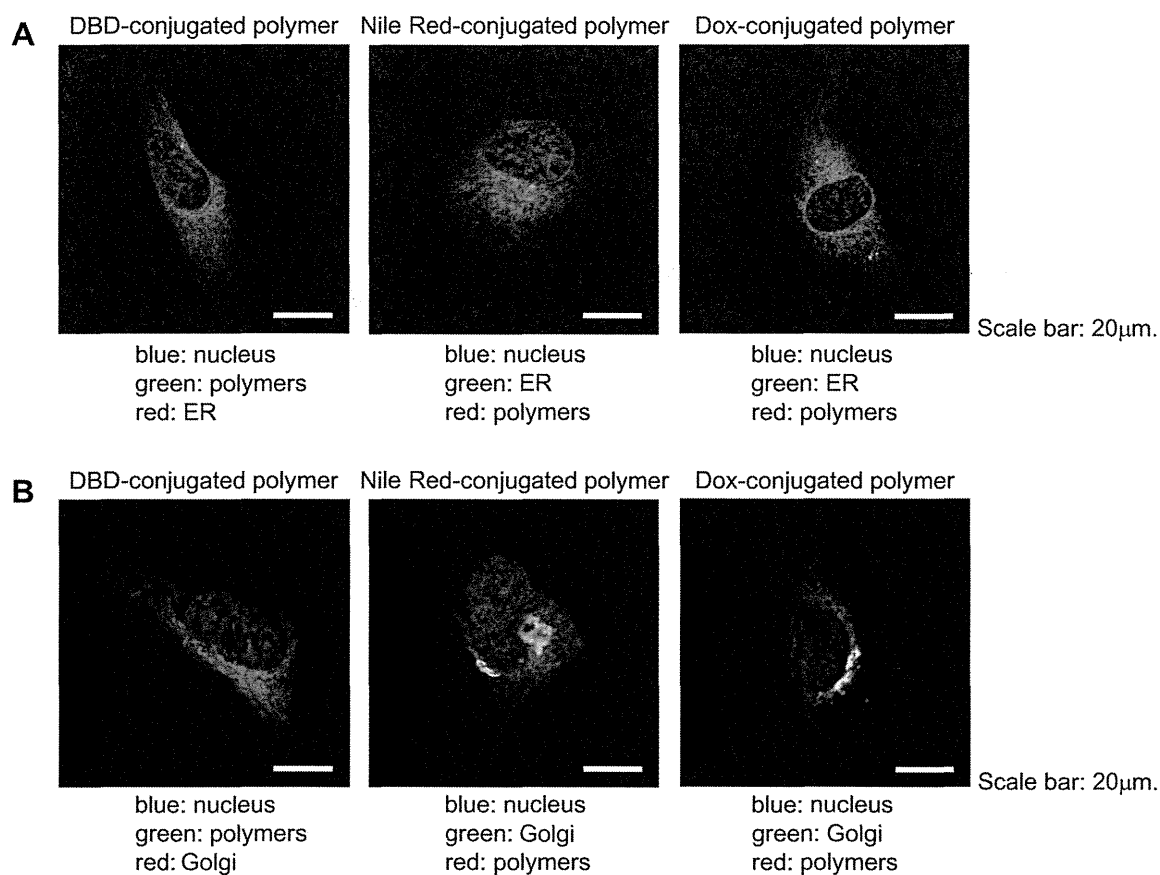 A
DBD-conjugated polymer Nile Red-conjugated polymer Dox-conjugated polymer
Scale bar: 20μm.
blue: nucleus blue: nucleus blue: nucleus
green: polymers green: ER green: ER
red: ER red: polymers red: polymers
B
DBD-conjugated polymer Nile Red-conjugated polymer Dox-conjugated polymer
Scale bar: 20μm.
blue: nucleus blue: nucleus blue: nucleus
green: polymers green: Golgi green: Golgi
red: Golgi red: polymers red: polymers